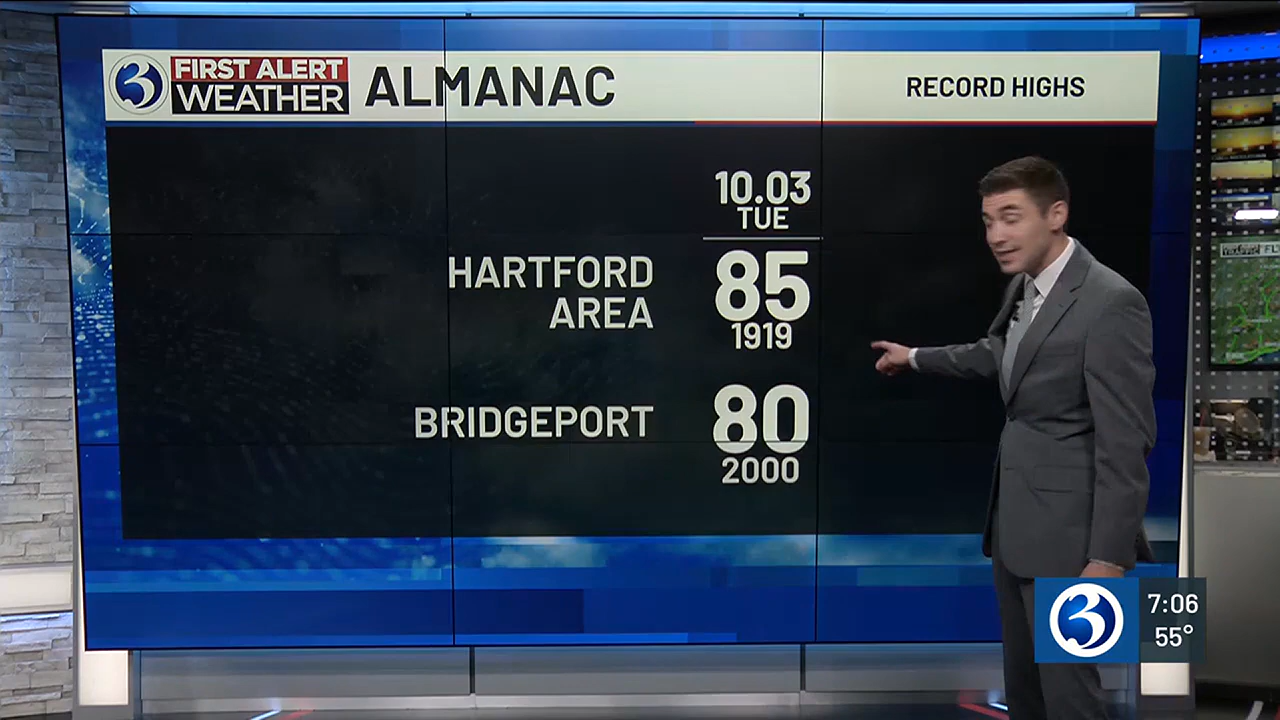 3 FIRST ALERT
WEATHER
ALMANAC
RECORD HIGHS
10.03
TUE
HARTFORD
AREA
85
1919
BRIDGEPORT
80
2000
3
7:06
55°